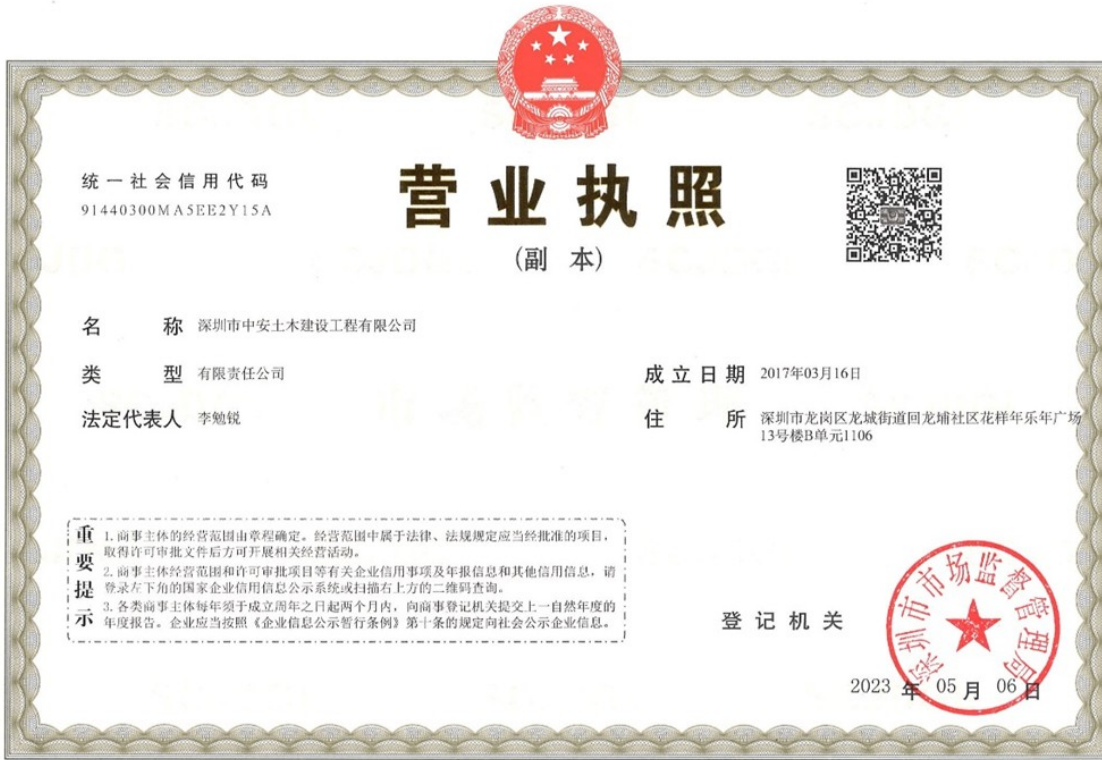 统一社会信用代码
91440300MA5EE2Y15A
营业执照
(副 本)
名 称 深圳市中安土木建设工程有限公司
类 型 有限责任公司
成立日期 2017年03月16日
法定代表人 李勉锐
住 所 深圳市龙岗区龙城街道回龙埔社区花样年乐年广场
13号楼B单元1106
重要提示
1.商事主体的经营范围由章程确定。经营范围中属于法律、法规规定应当经批准的项目，
取得许可审批文件后方可开展相关经营活动。
2.商事主体经营范围和许可审批项目等有关企业信用事项及年报信息和其他信用信息，请
登录左下角的国家企业信用信息公示系统或扫描右上方的二维码查询。
3.各类商事主体每年须于成立周年之日起两个月内，向商事登记机关提交上一自然年度的
年度报告。企业应当按照《企业信息公示暂行条例》第十条的规定向社会公示企业信息。
登记机关
深圳市市场监督管理局
2023 年 05 月 06 日